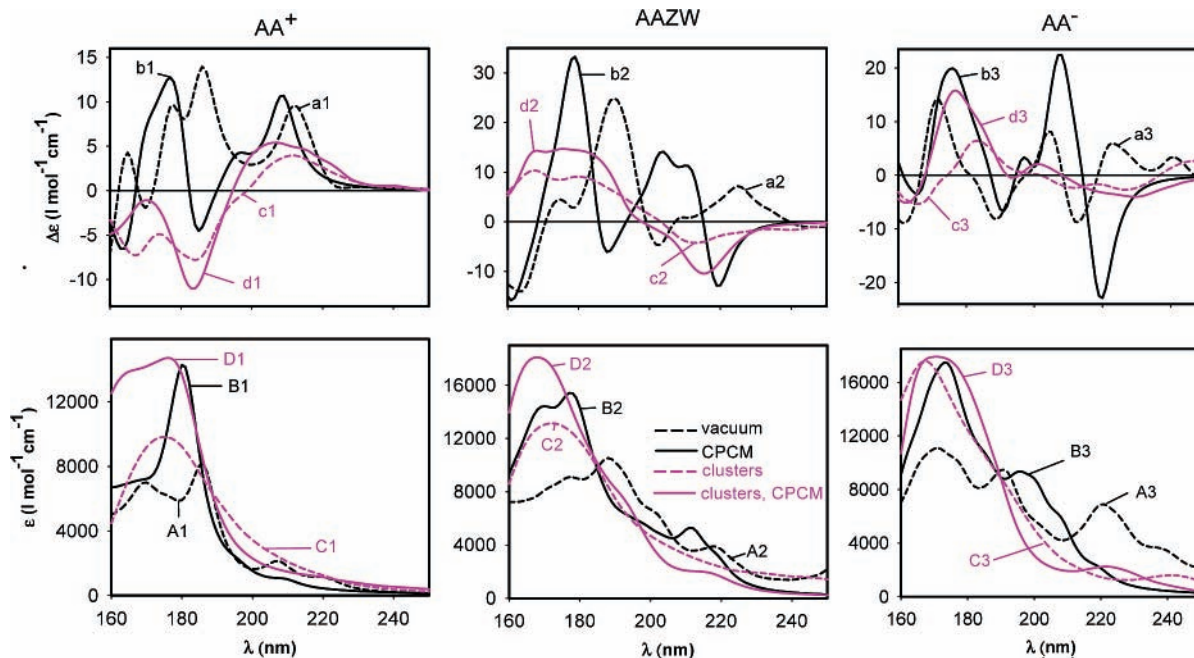 AA+
AAZW
AA-
Δε (l mol-1cm-1)
15
10
5
0
-5
-10
b1
a1
c1
d1
30
20
10
0
-10
b2
d2
a2
c2
20
10
0
-10
-20
b3
d3
a3
c3
ε (l mol-1cm-1)
12000
8000
4000
0
D1
B1
A1
C1
160 180 200 220 240
λ (nm)
16000
12000
8000
4000
0
D2
B2
C2
A2
vacuum
CPCM
clusters
clusters, CPCM
160 180 200 220 240
λ (nm)
16000
12000
8000
4000
0
D3
B3
A3
C3
160 180 200 220 240
λ (nm)